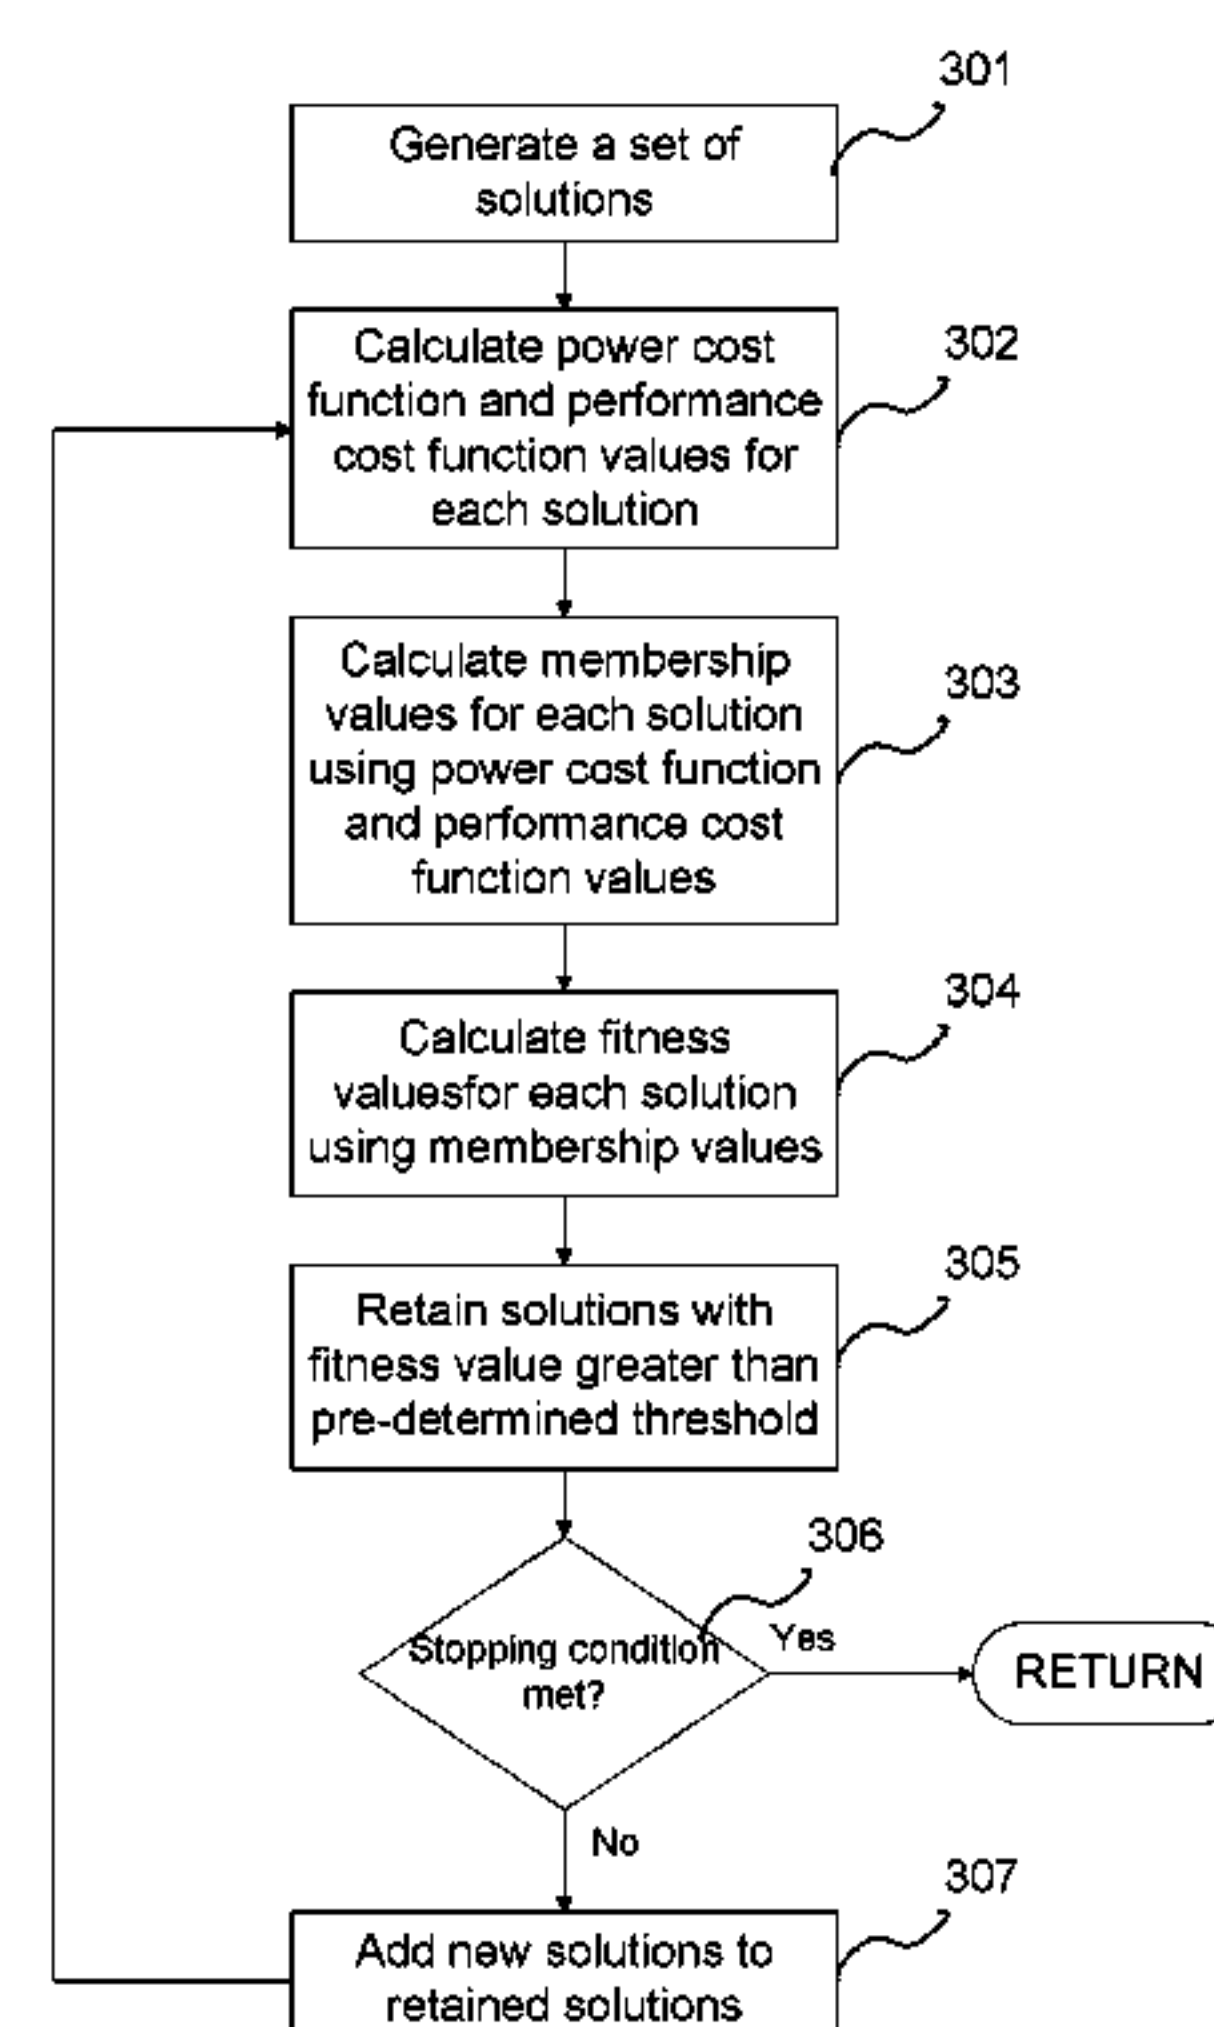 301
Generate a set of
solutions
302
Calculate power cost
function and performance
cost function values for
each solution
303
Calculate membership
values for each solution
using power cost function
and performance cost
function values
304
Calculate fitness
valuesfor each solution
using membership values
305
Retain solutions with
fitness value greater than
pre-determined threshold
306
Stopping condition
met?
Yes
RETURN
No
307
Add new solutions to
retained solutions